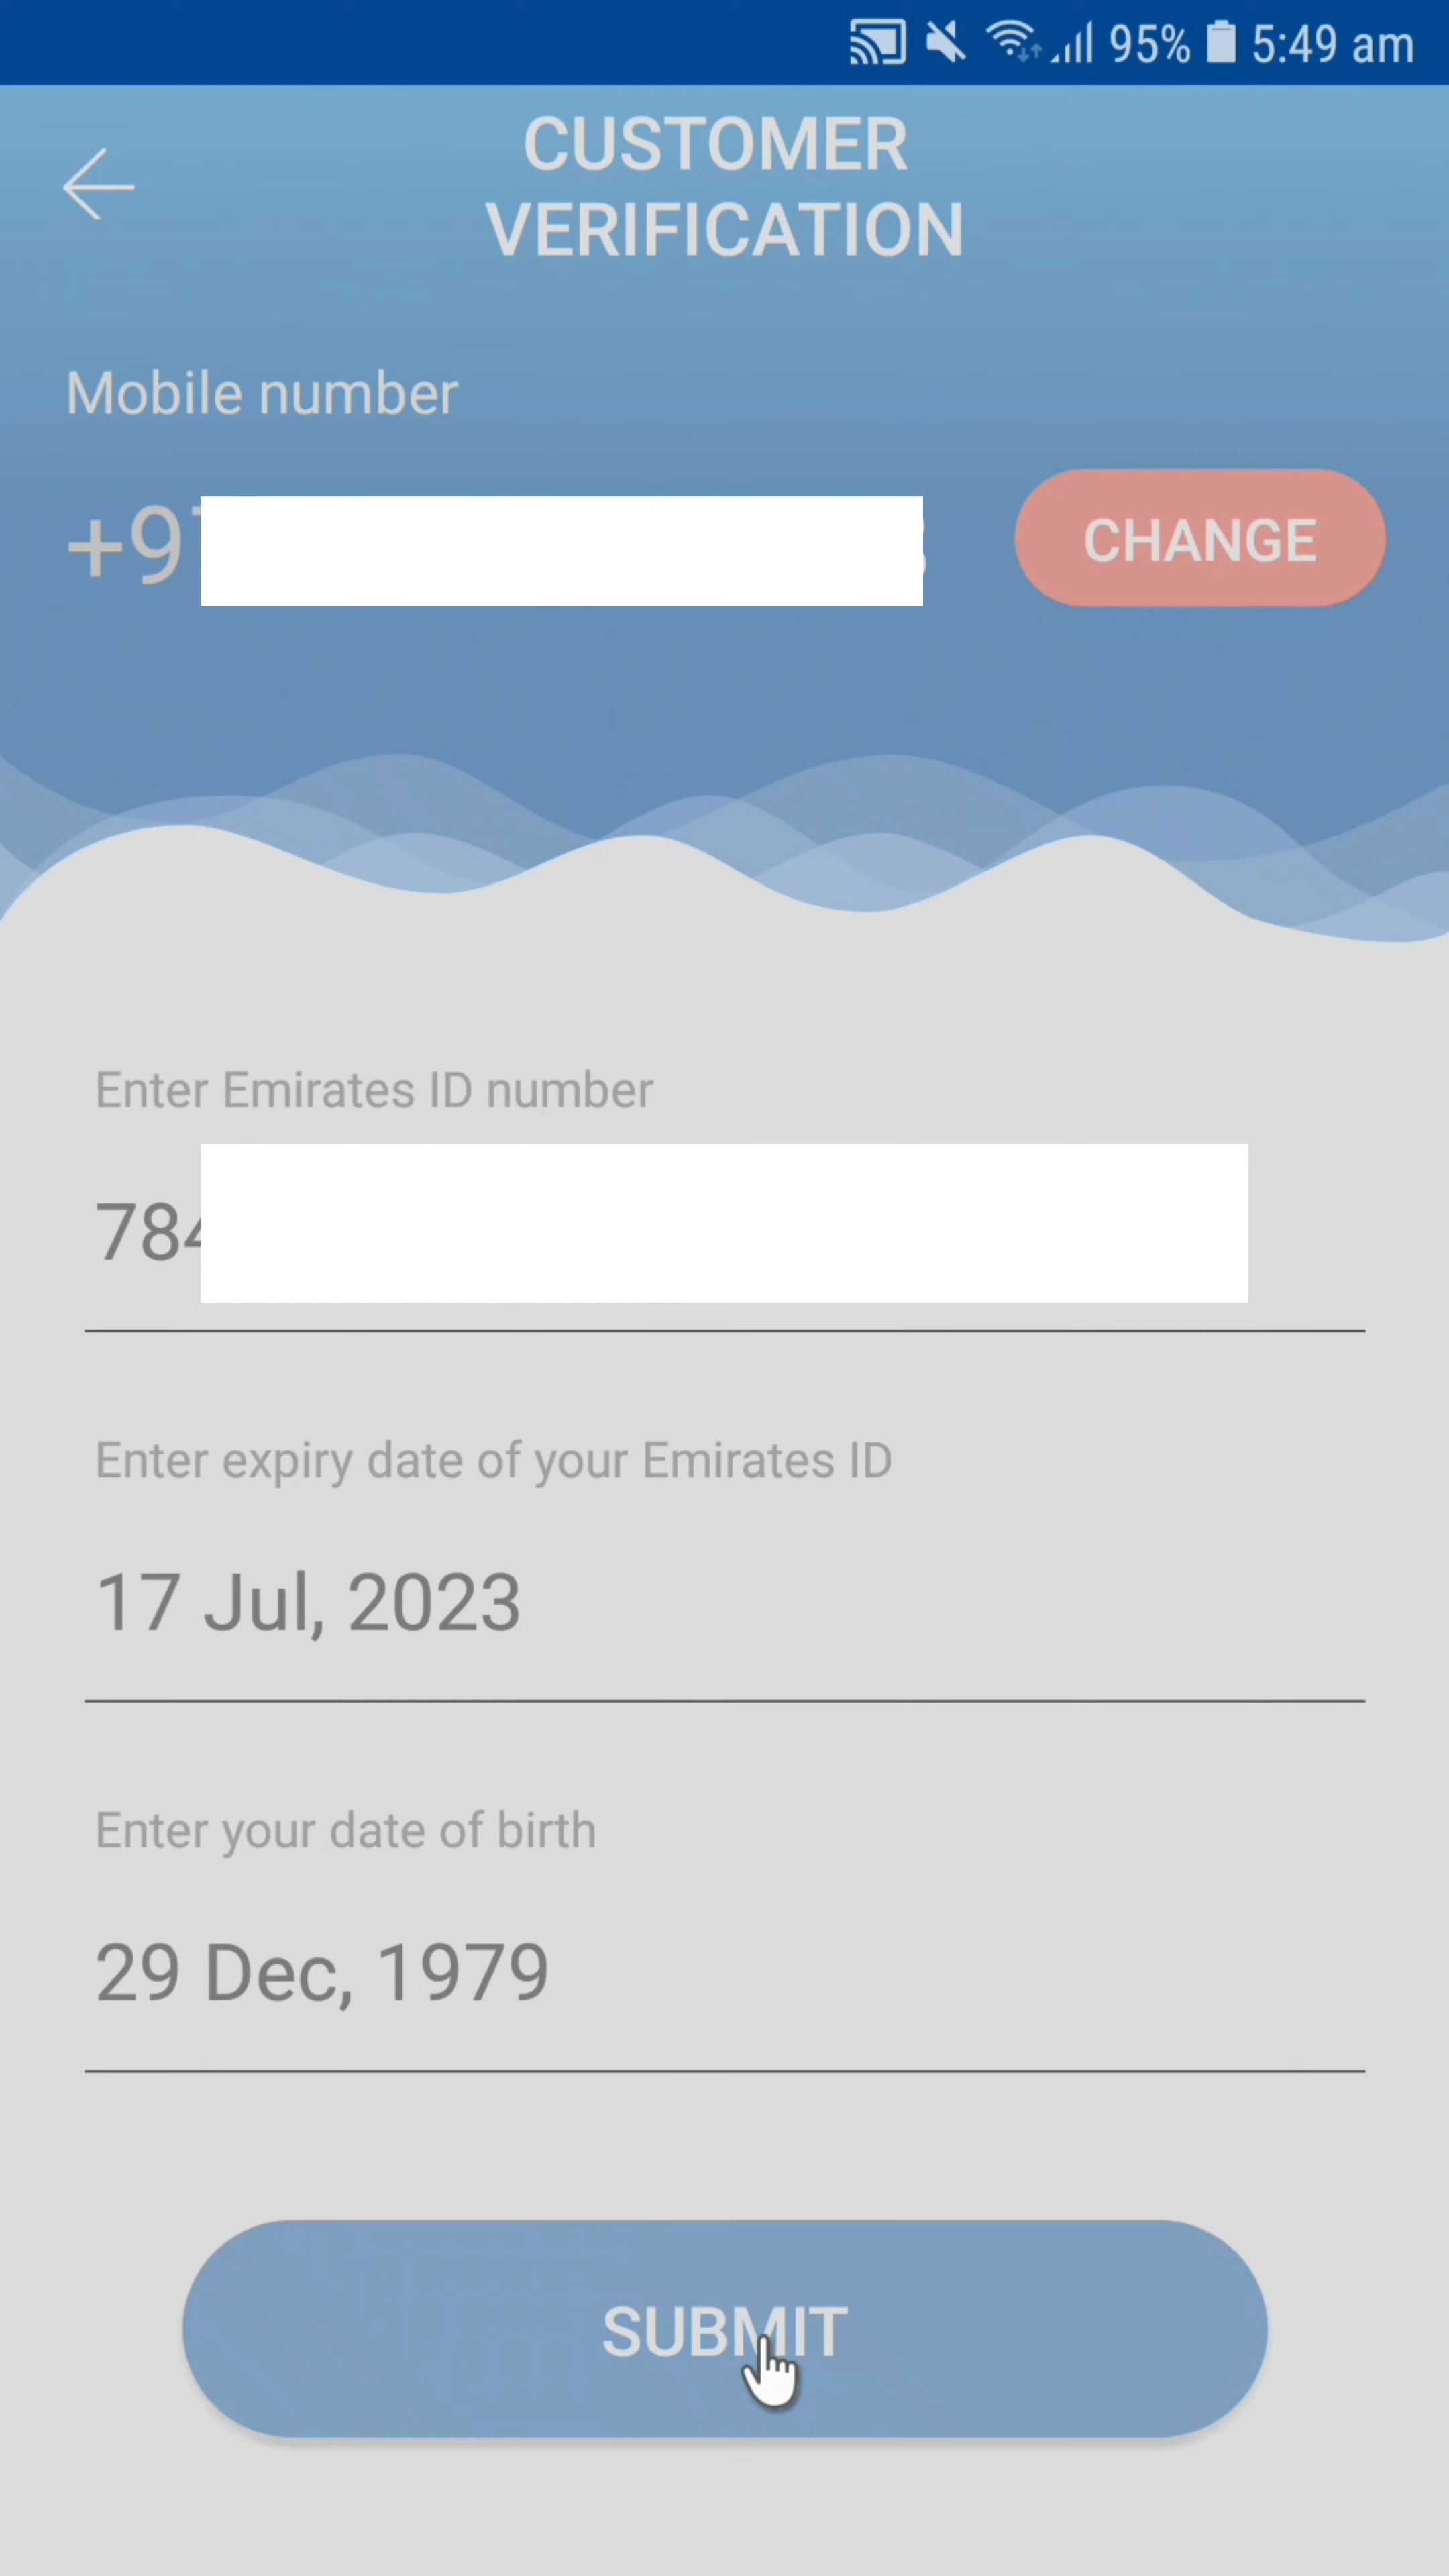 95% 5:49 am
CUSTOMER
VERIFICATION
Mobile number
+97
CHANGE
Enter Emirates ID number
784
Enter expiry date of your Emirates ID
17 Jul, 2023
Enter your date of birth
29 Dec, 1979
SUBMIT